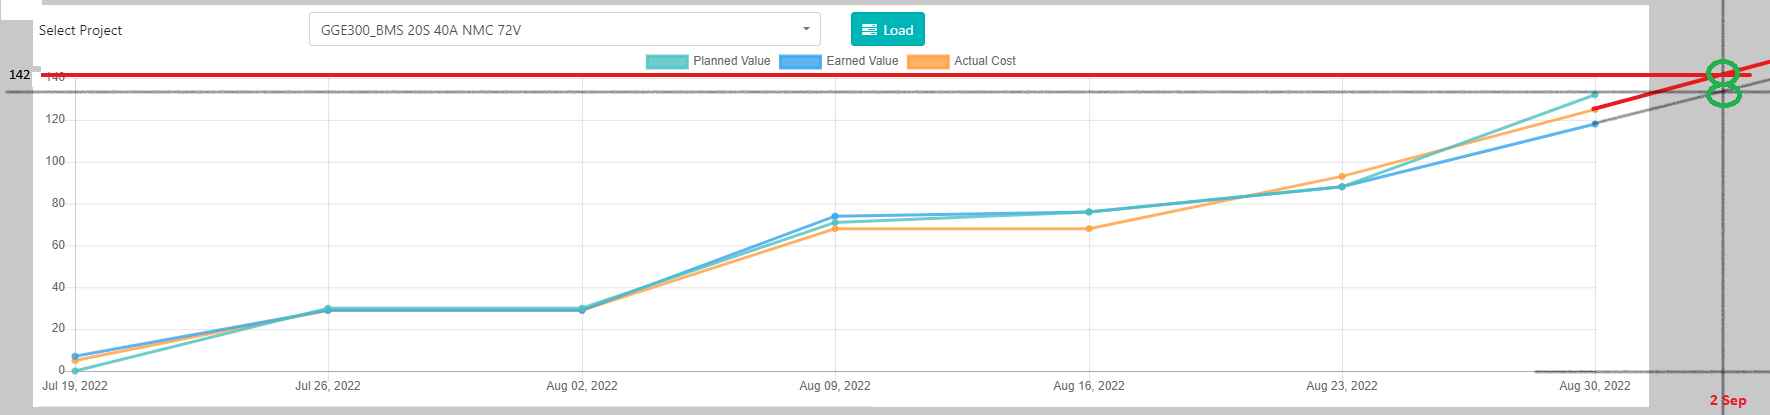 Select Project
GGE300_BMS 20S 40A NMC 72V
Load
Planned Value
Earned Value
Actual Cost
142
140
120
100
80
60
40
20
0
Jul 19, 2022
Jul 26, 2022
Aug 02, 2022
Aug 09, 2022
Aug 16, 2022
Aug 23, 2022
Aug 30, 2022
2 Sep